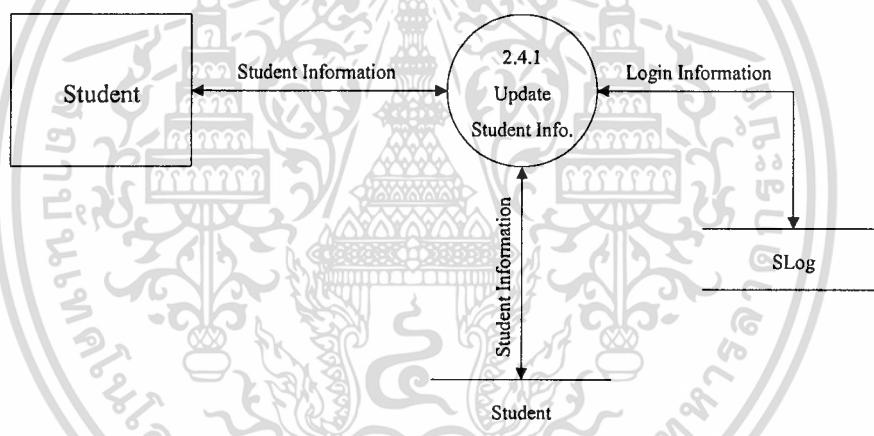 Student
Student Information
2.4.1
Update
Student Info.
Login Information
Student Information
SLog
Student